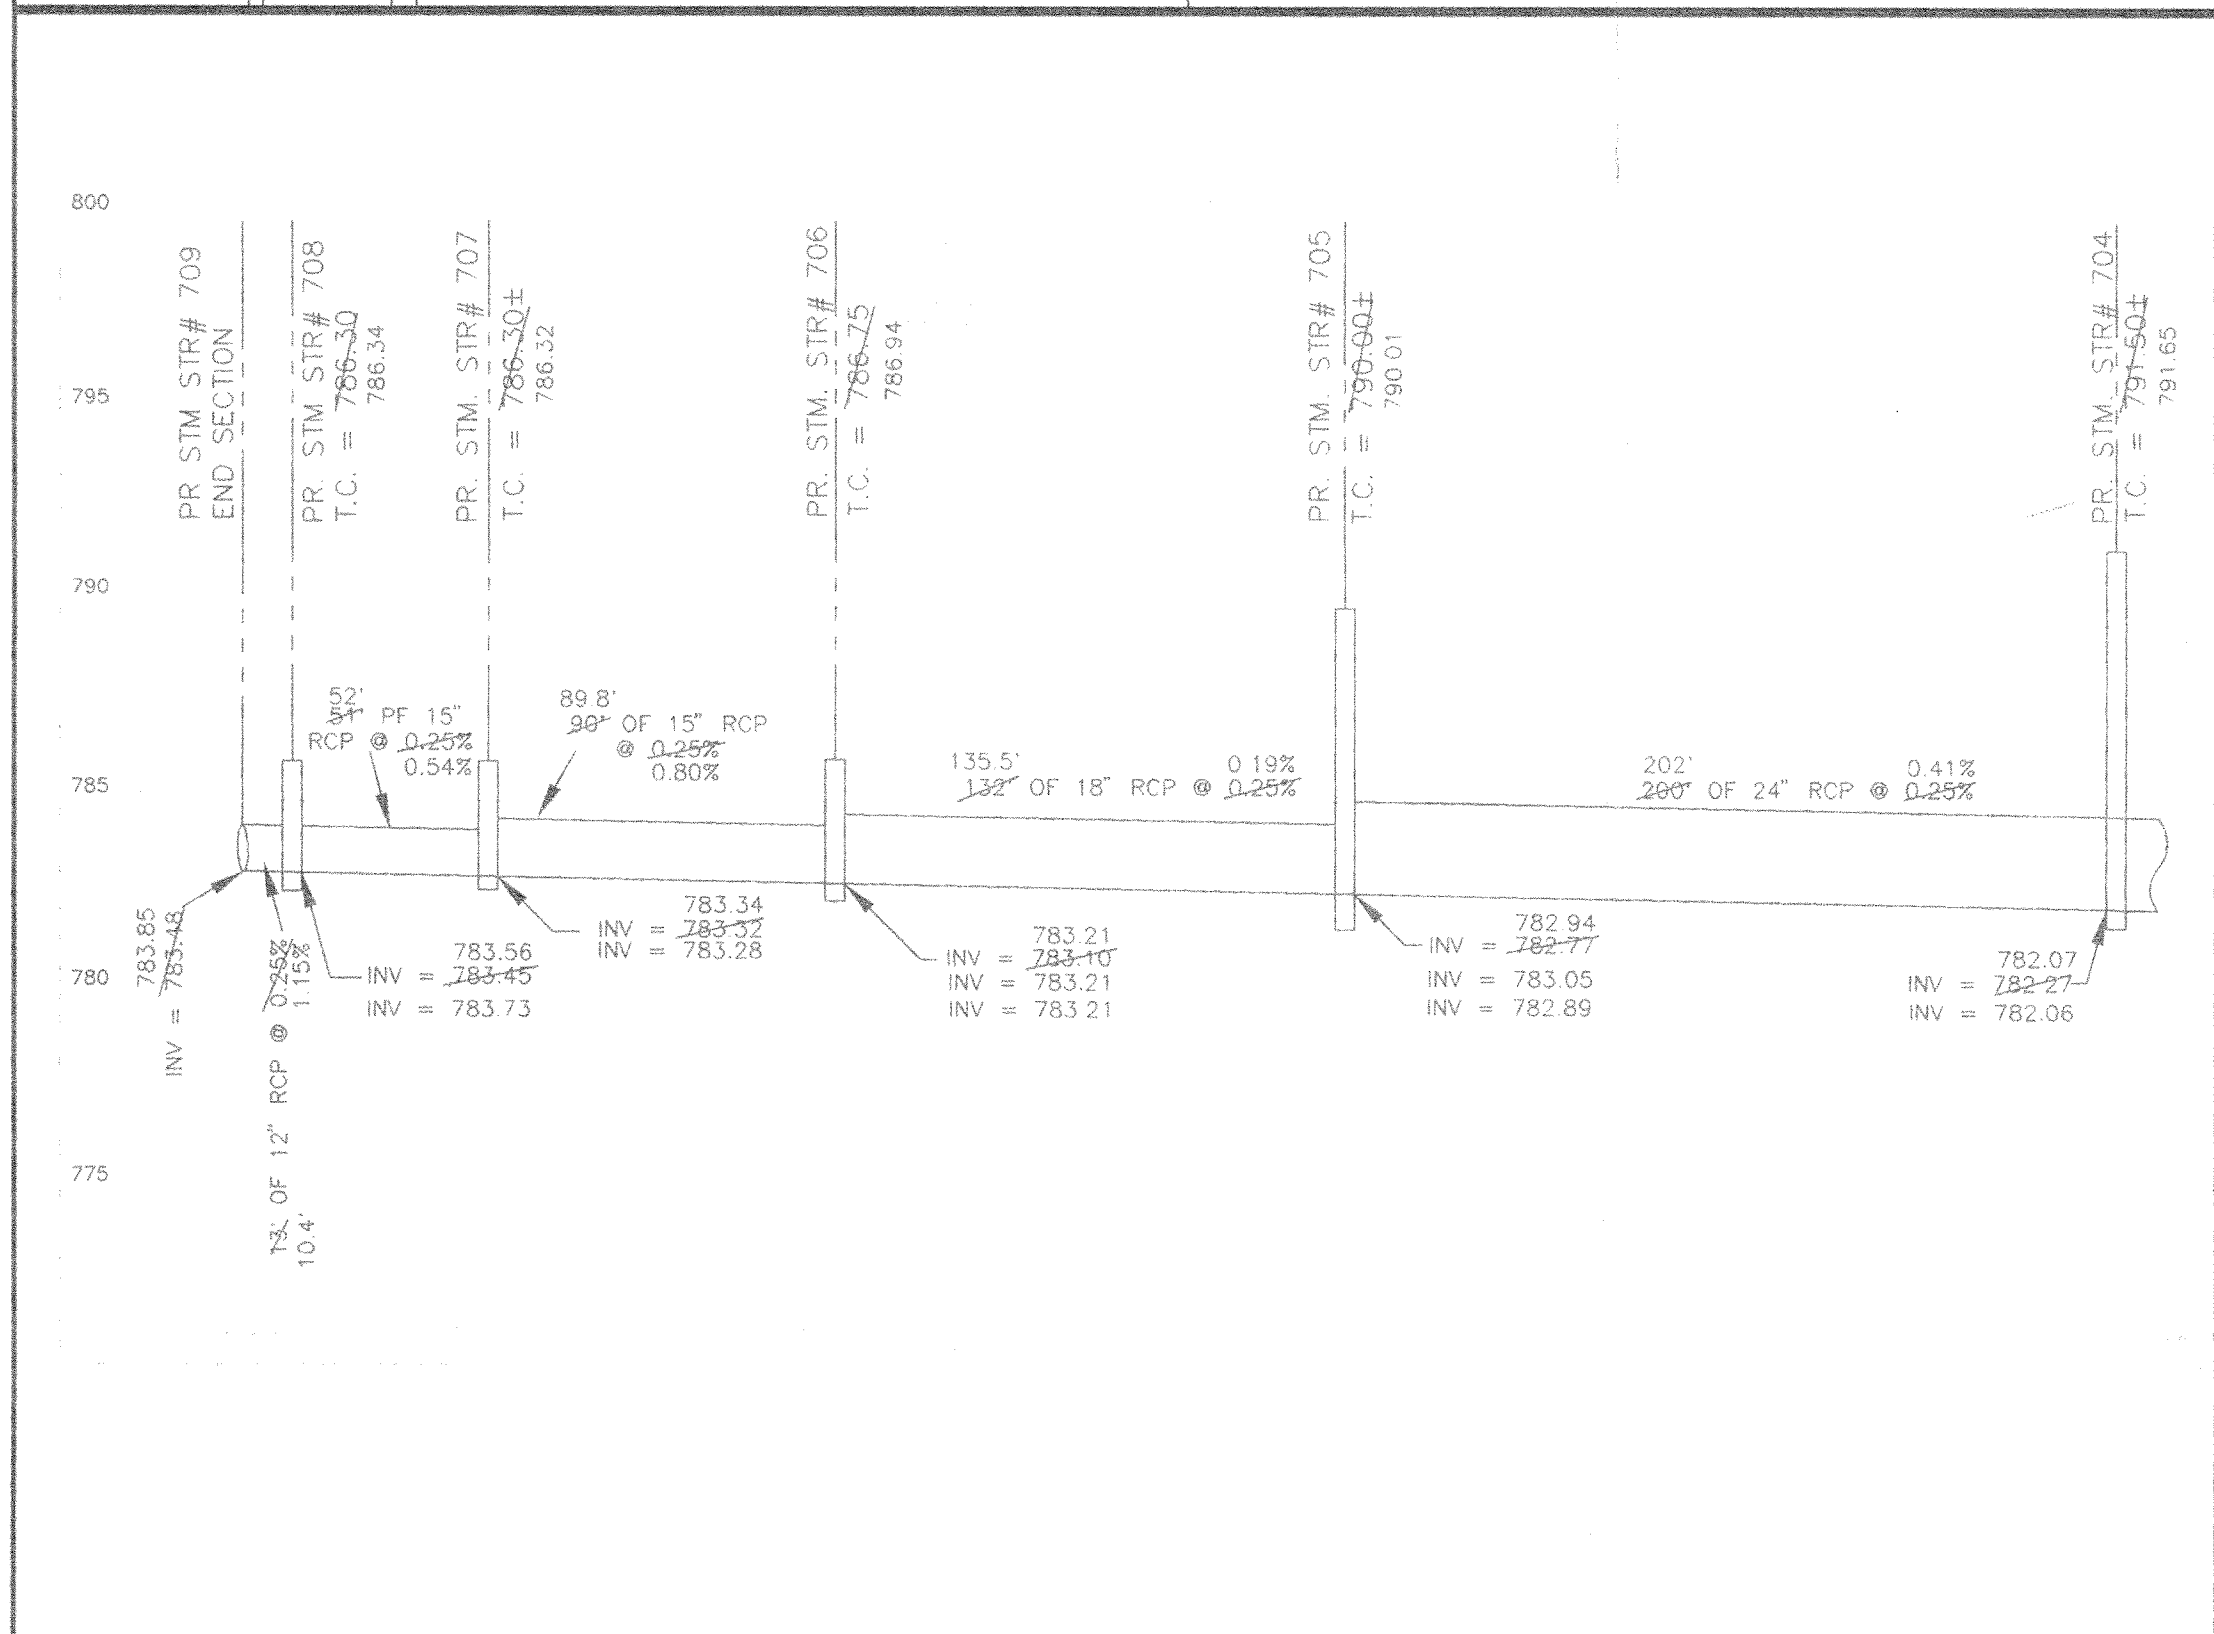 800
795
790
785
780
775
PR STM STR# 709
END SECTION
PR. STM STR# 708
T.C. = 786.30
786.34
PR. STM. STR# 707
T.C. = 786.30±
786.32
PR. STM. STR# 706
T.C. = 786.75
786.94
PR. STM. STR# 705
T.C. = 790.00±
790 01
PR. STM. STR# 704
T.C. = 791.50±
791.65
52'
51' PF 15"
RCP @ 0.25%
0.54%
89.8'
90' OF 15" RCP
@ 0.25%
0.80%
135.5' 0 19%
132' OF 18" RCP @ 0.25%
202' 0.41%
200' OF 24" RCP @ 0.25%
783.85
INV = 783.48
13' OF 12" RCP @ 0.25%
10.4' 1.15%
783.56
INV = 783.45
INV = 783.73
783.34
INV = 783.32
INV = 783.28
783.21
INV = 783.10
INV = 783.21
INV = 783 21
782.94
INV = 782.77
INV = 783.05
INV = 782.89
782.07
INV = 782 27
INV = 782.06